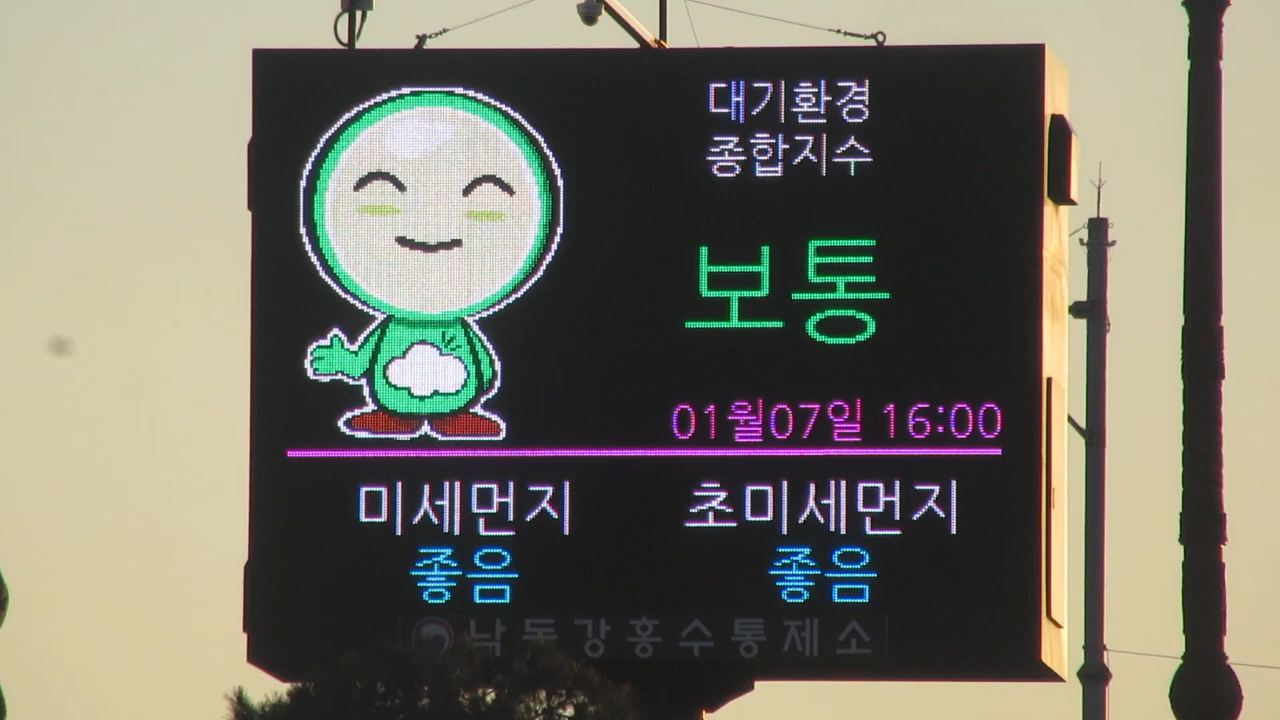 대기환경
종합지수
보통
01월07일 16:00
미세먼지 초미세먼지
좋음 좋음
낙동강홍수통제소